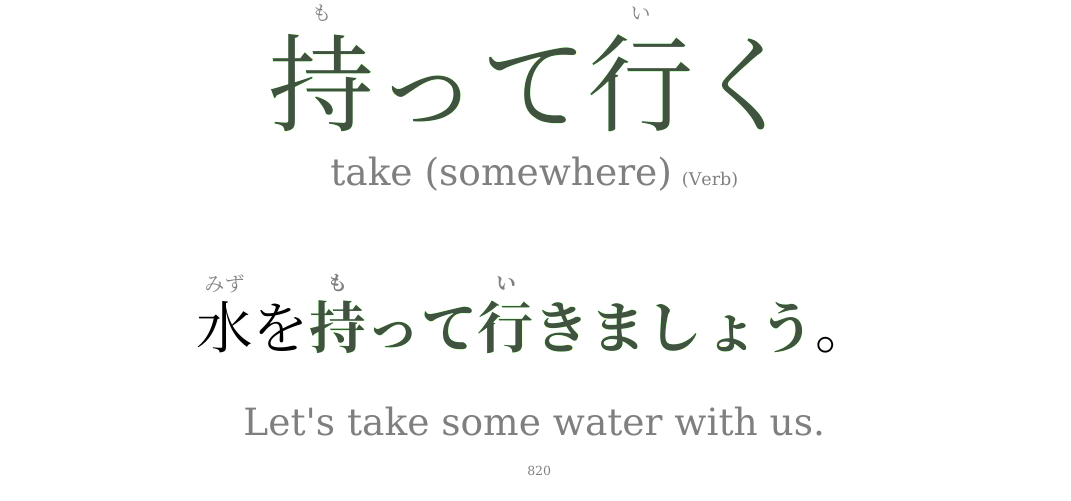 も い
持って行く
take (somewhere) (Verb)
みず も い
水を持って行きましょう。
Let's take some water with us.
820